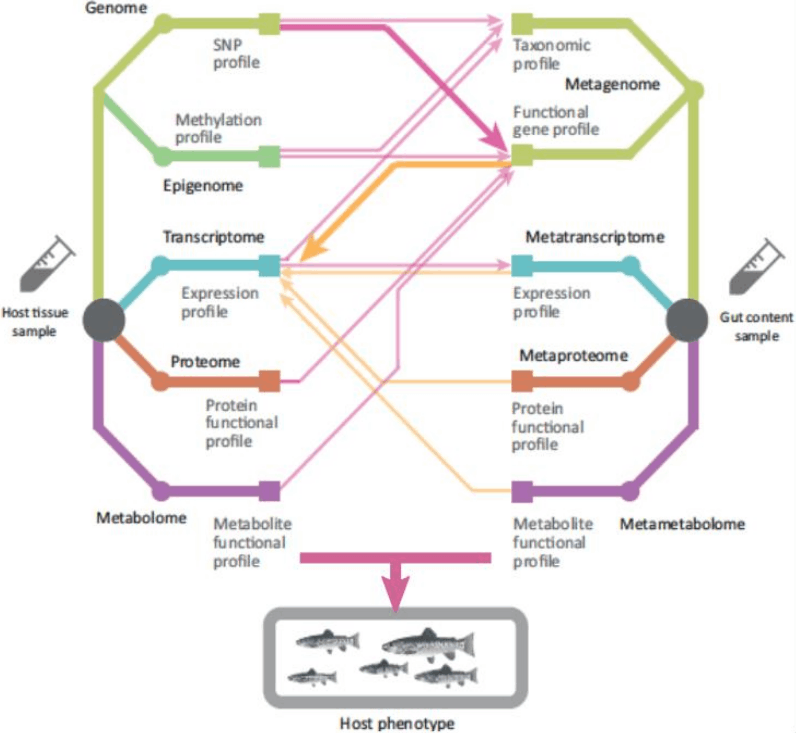 Genome
SNP
profile
Taxonomic
profile
Metagenome
Methylation
profile
Functional
gene profile
Epigenome
Transcriptome
Metatranscriptome
Expression
profile
Expression
profile
Host tissue
sample
Gut content
sample
Proteome
Metaproteome
Protein
functional
profile
Protein
functional
profile
Metabolome
Metabolite
functional
profile
Metabolite
functional
profile
Metametabolome
Host phenotype